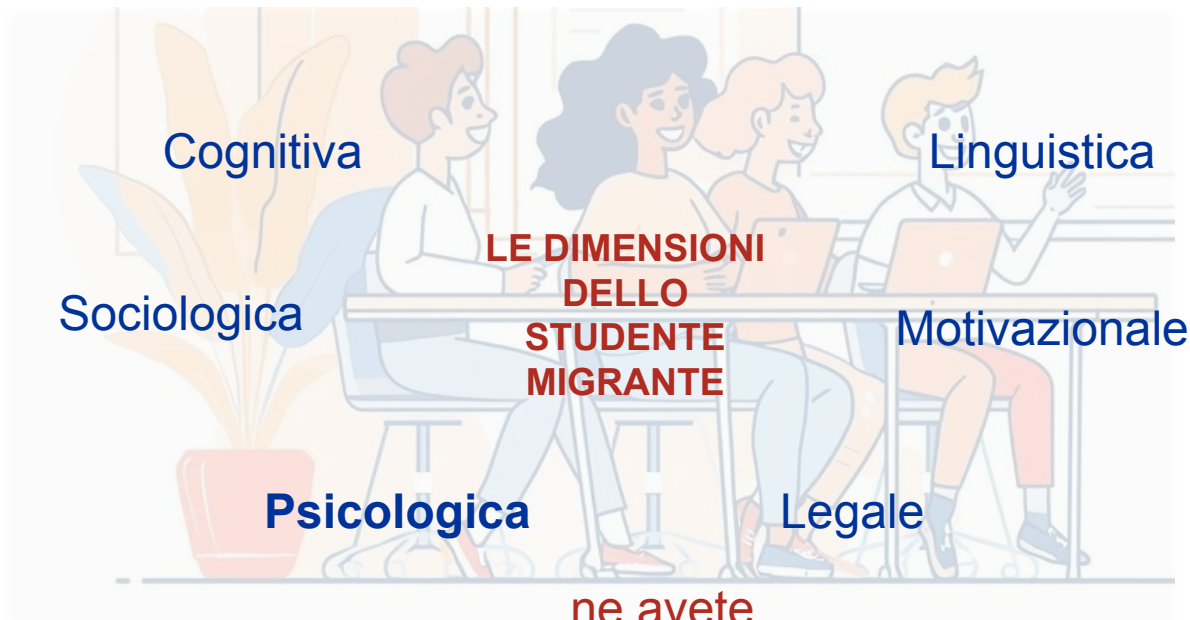 Cognitiva
Linguistica
LE DIMENSIONI
DELLO
STUDENTE
MIGRANTE
Sociologica
Motivazionale
Psicologica
Legale
ne avete